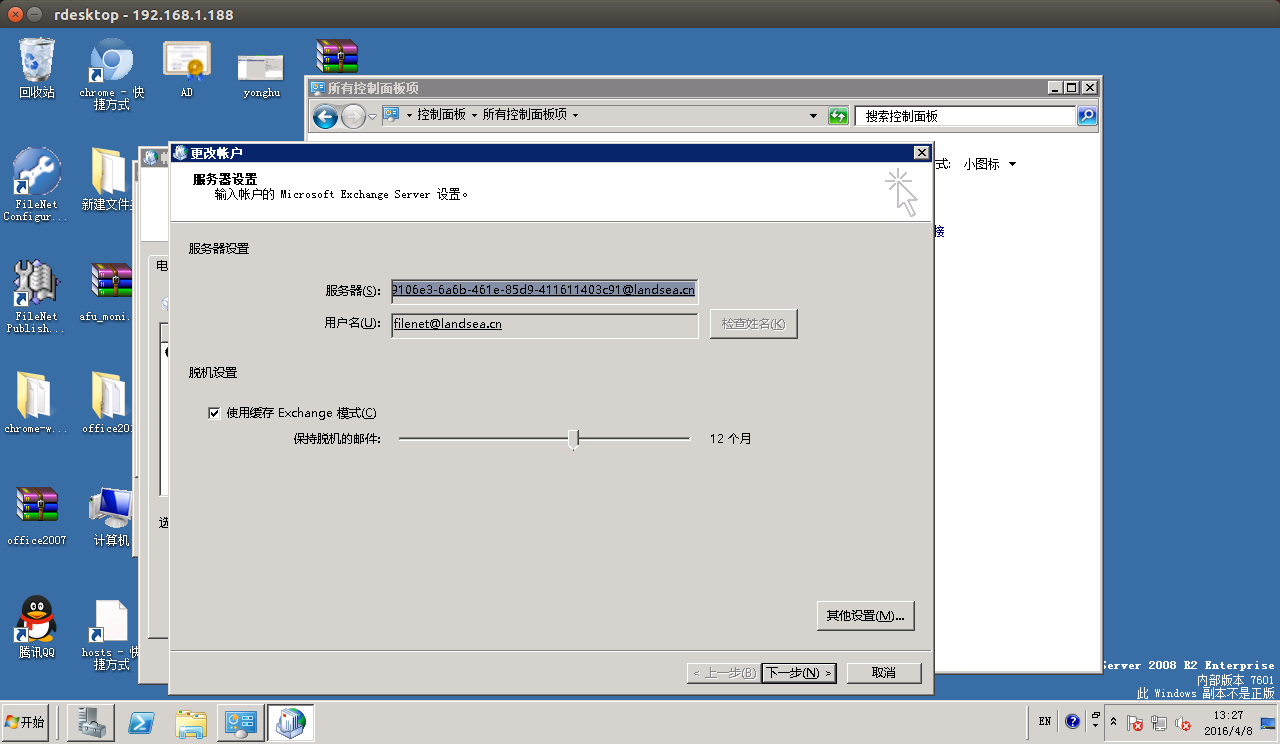 rdesktop - 192.168.1.188
回收站
chrome - 快
捷方式
AD
yonghu
所有控制面板项
控制面板 所有控制面板项
搜索控制面板
式: 小图标
接
FileNet
Configur...
新建文件夹
更改帐户
服务器设置
输入帐户的 Microsoft Exchange Server 设置。
服务器设置
电
服务器(S): 9106e3-6a6b-461e-85d9-411611403c91@landsea.cn
用户名(U): filenet@landsea.cn
检查姓名(K)
脱机设置
使用缓存 Exchange 模式(C)
保持脱机的邮件: 12 个月
FileNet
Publish...
afu_moni.
chrome-w...
office20
选
office2007
计算机
其他设置(M)...
腾讯QQ
hosts - 快
捷方式
< 上一步(B)
下一步(N) >
取消
Server 2008 R2 Enterprise
内部版本 7601
此 Windows 副本不是正版
开始
EN
13:27
2016/4/8